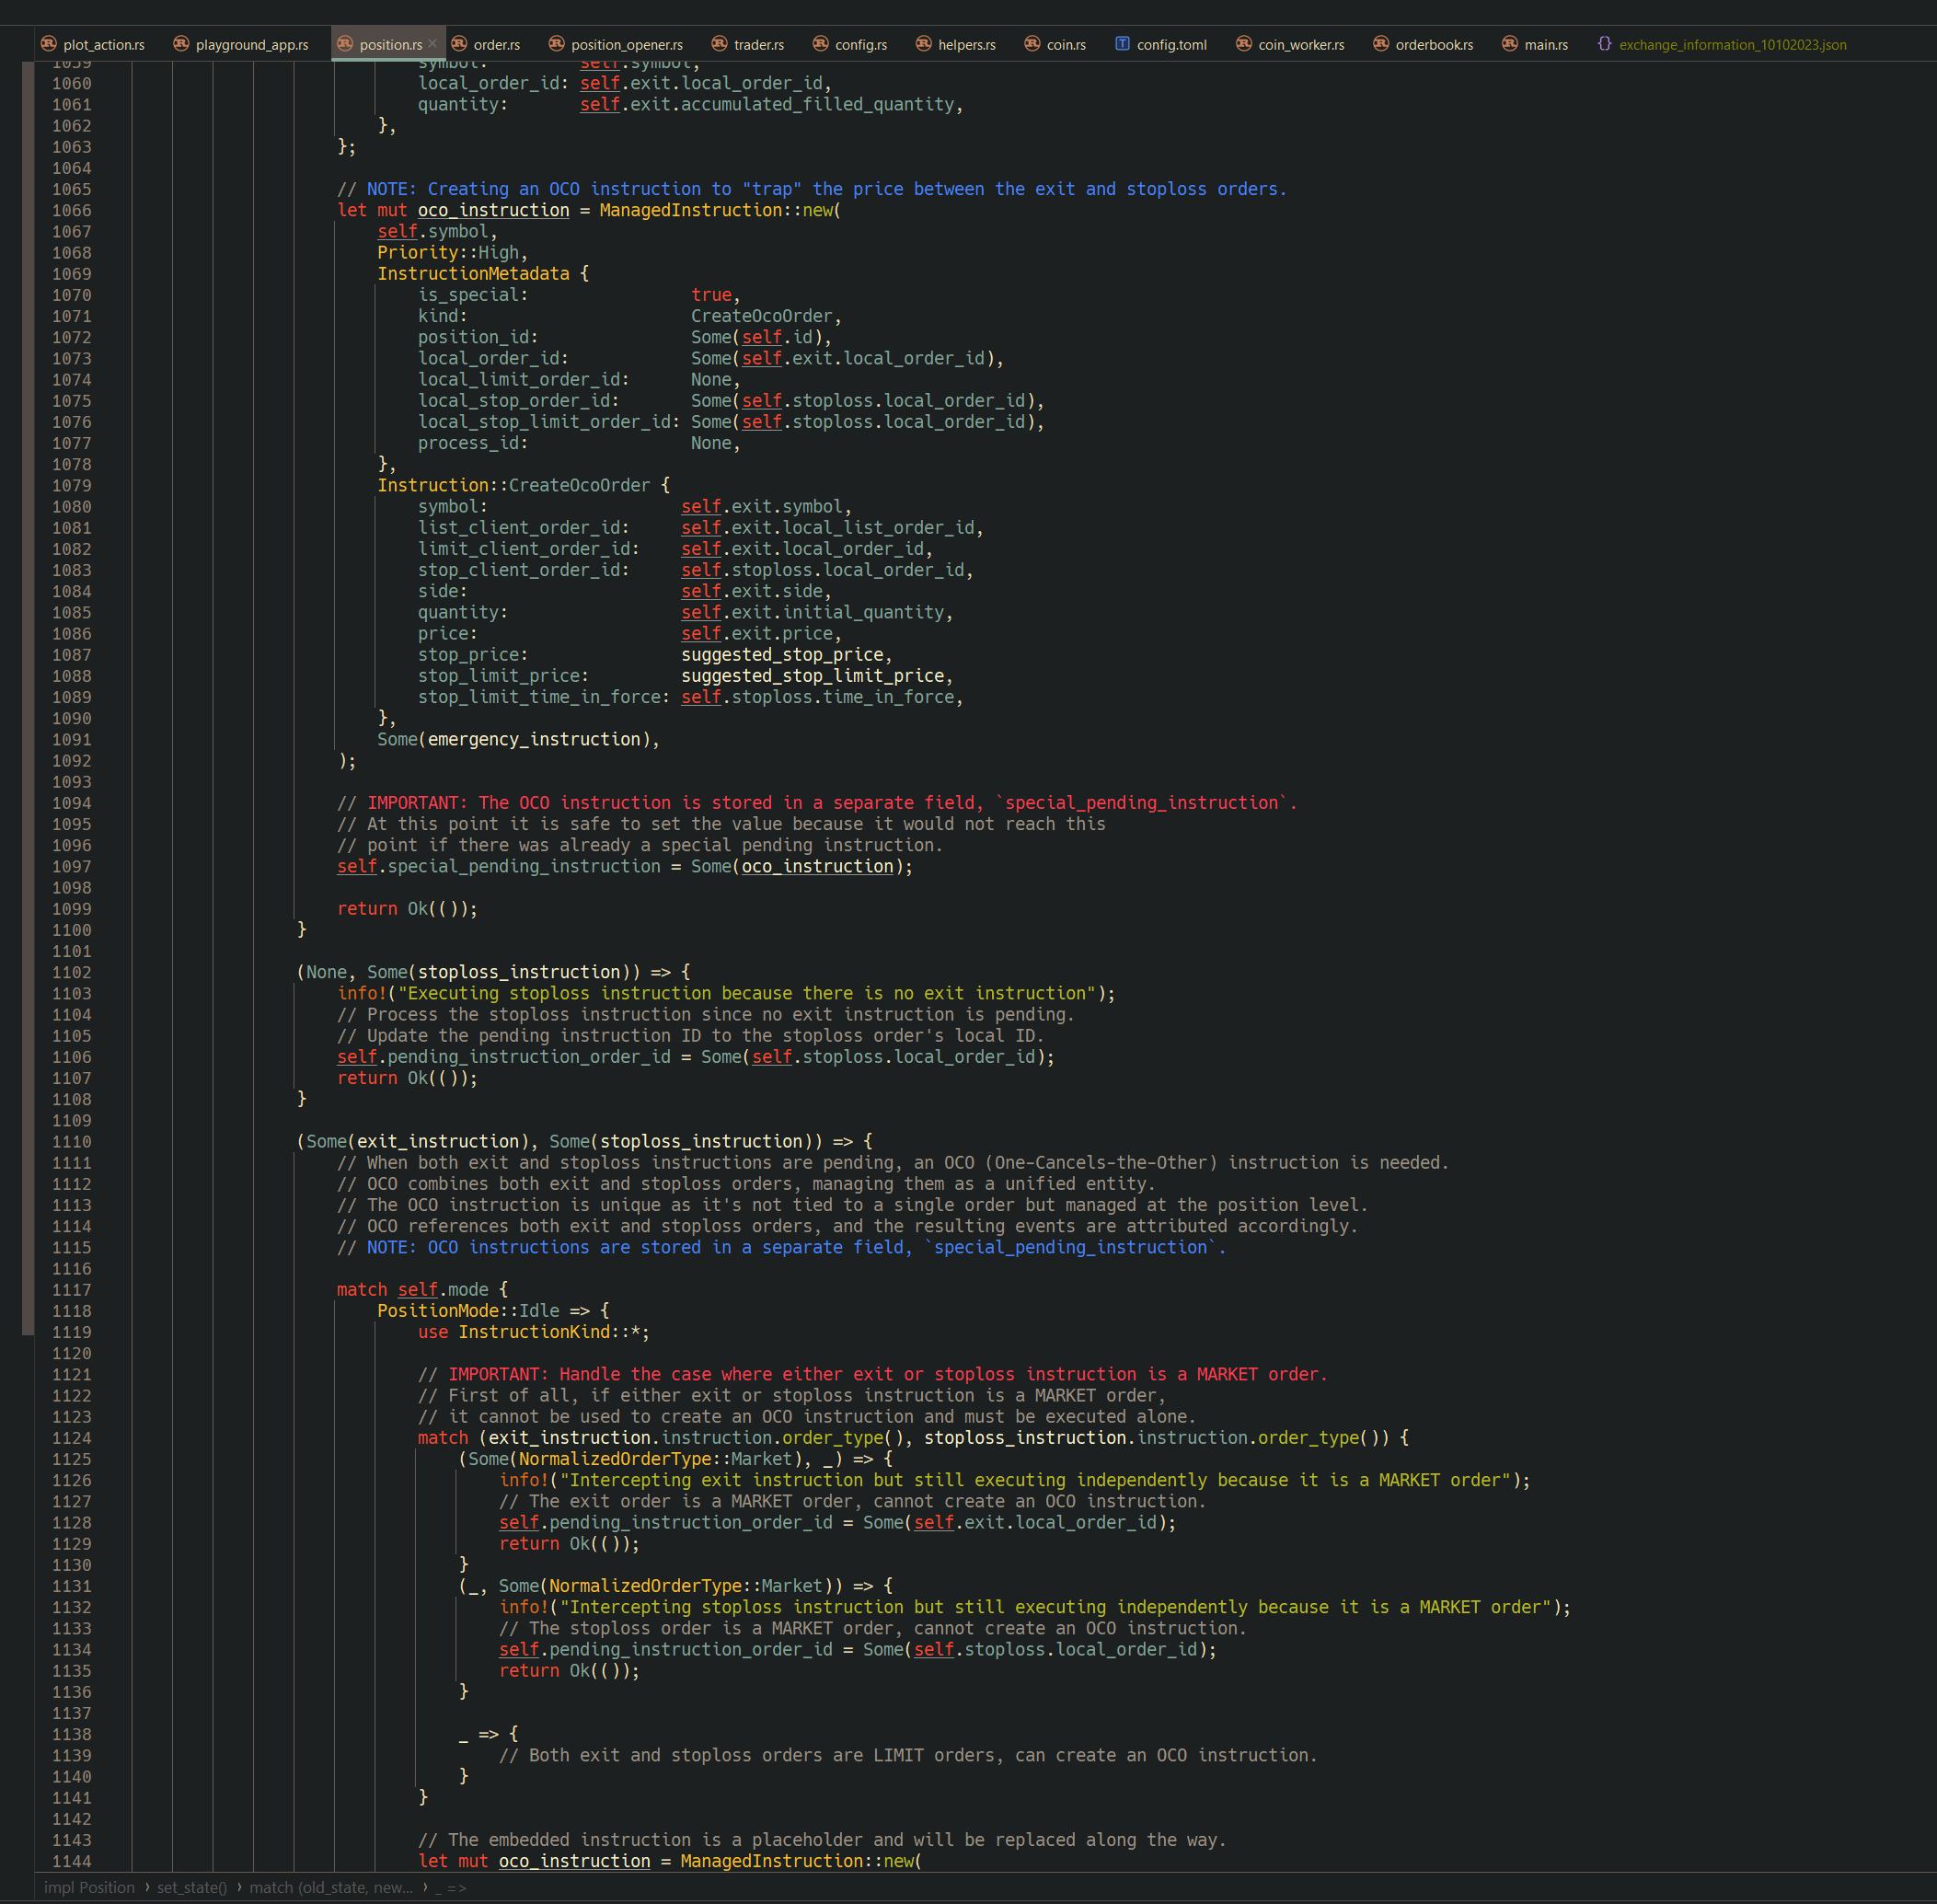 plot_action.rs playground_app.rs position.rs order.rs position_opener.rs trader.rs config.rs helpers.rs coin.rs config.toml coin_worker.rs orderbook.rs main.rs {} exchange_information_10102023.json
1059 symbol: self.symbol,
1060 local_order_id: self.exit.local_order_id,
1061 quantity: self.exit.accumulated_filled_quantity,
1062 },
1063 };
1064
1065 // NOTE: Creating an OCO instruction to "trap" the price between the exit and stoploss orders.
1066 let mut oco_instruction = ManagedInstruction::new(
1067 self.symbol,
1068 Priority::High,
1069 InstructionMetadata {
1070 is_special: true,
1071 kind: CreateOcoOrder,
1072 position_id: Some(self.id),
1073 local_order_id: Some(self.exit.local_order_id),
1074 local_limit_order_id: None,
1075 local_stop_order_id: Some(self.stoploss.local_order_id),
1076 local_stop_limit_order_id: Some(self.stoploss.local_order_id),
1077 process_id: None,
1078 },
1079 Instruction::CreateOcoOrder {
1080 symbol: self.exit.symbol,
1081 list_client_order_id: self.exit.local_list_order_id,
1082 limit_client_order_id: self.exit.local_order_id,
1083 stop_client_order_id: self.stoploss.local_order_id,
1084 side: self.exit.side,
1085 quantity: self.exit.initial_quantity,
1086 price: self.exit.price,
1087 stop_price: suggested_stop_price,
1088 stop_limit_price: suggested_stop_limit_price,
1089 stop_limit_time_in_force: self.stoploss.time_in_force,
1090 },
1091 Some(emergency_instruction),
1092 );
1093
1094 // IMPORTANT: The OCO instruction is stored in a separate field, `special_pending_instruction`.
1095 // At this point it is safe to set the value because it would not reach this
1096 // point if there was already a special pending instruction.
1097 self.special_pending_instruction = Some(oco_instruction);
1098
1099 return Ok(());
1100 }
1101
1102 (None, Some(stoploss_instruction)) => {
1103 info!("Executing stoploss instruction because there is no exit instruction");
1104 // Process the stoploss instruction since no exit instruction is pending.
1105 // Update the pending instruction ID to the stoploss order's local ID.
1106 self.pending_instruction_order_id = Some(self.stoploss.local_order_id);
1107 return Ok(());
1108 }
1109
1110 (Some(exit_instruction), Some(stoploss_instruction)) => {
1111 // When both exit and stoploss instructions are pending, an OCO (One-Cancels-the-Other) instruction is needed.
1112 // OCO combines both exit and stoploss orders, managing them as a unified entity.
1113 // The OCO instruction is unique as it's not tied to a single order but managed at the position level.
1114 // OCO references both exit and stoploss orders, and the resulting events are attributed accordingly.
1115 // NOTE: OCO instructions are stored in a separate field, `special_pending_instruction`.
1116
1117 match self.mode {
1118 PositionMode::Idle => {
1119 use InstructionKind::*;
1120
1121 // IMPORTANT: Handle the case where either exit or stoploss instruction is a MARKET order.
1122 // First of all, if either exit or stoploss instruction is a MARKET order,
1123 // it cannot be used to create an OCO instruction and must be executed alone.
1124 match (exit_instruction.instruction.order_type(), stoploss_instruction.instruction.order_type()) {
1125 (Some(NormalizedOrderType::Market), _) => {
1126 info!("Intercepting exit instruction but still executing independently because it is a MARKET order");
1127 // The exit order is a MARKET order, cannot create an OCO instruction.
1128 self.pending_instruction_order_id = Some(self.exit.local_order_id);
1129 return Ok(());
1130 }
1131 (_, Some(NormalizedOrderType::Market)) => {
1132 info!("Intercepting stoploss instruction but still executing independently because it is a MARKET order");
1133 // The stoploss order is a MARKET order, cannot create an OCO instruction.
1134 self.pending_instruction_order_id = Some(self.stoploss.local_order_id);
1135 return Ok(());
1136 }
1137
1138 _ => {
1139 // Both exit and stoploss orders are LIMIT orders, can create an OCO instruction.
1140 }
1141 }
1142
1143 // The embedded instruction is a placeholder and will be replaced along the way.
1144 let mut oco_instruction = ManagedInstruction::new(
impl Position › set_state() › match (old_state, new... › _ =>